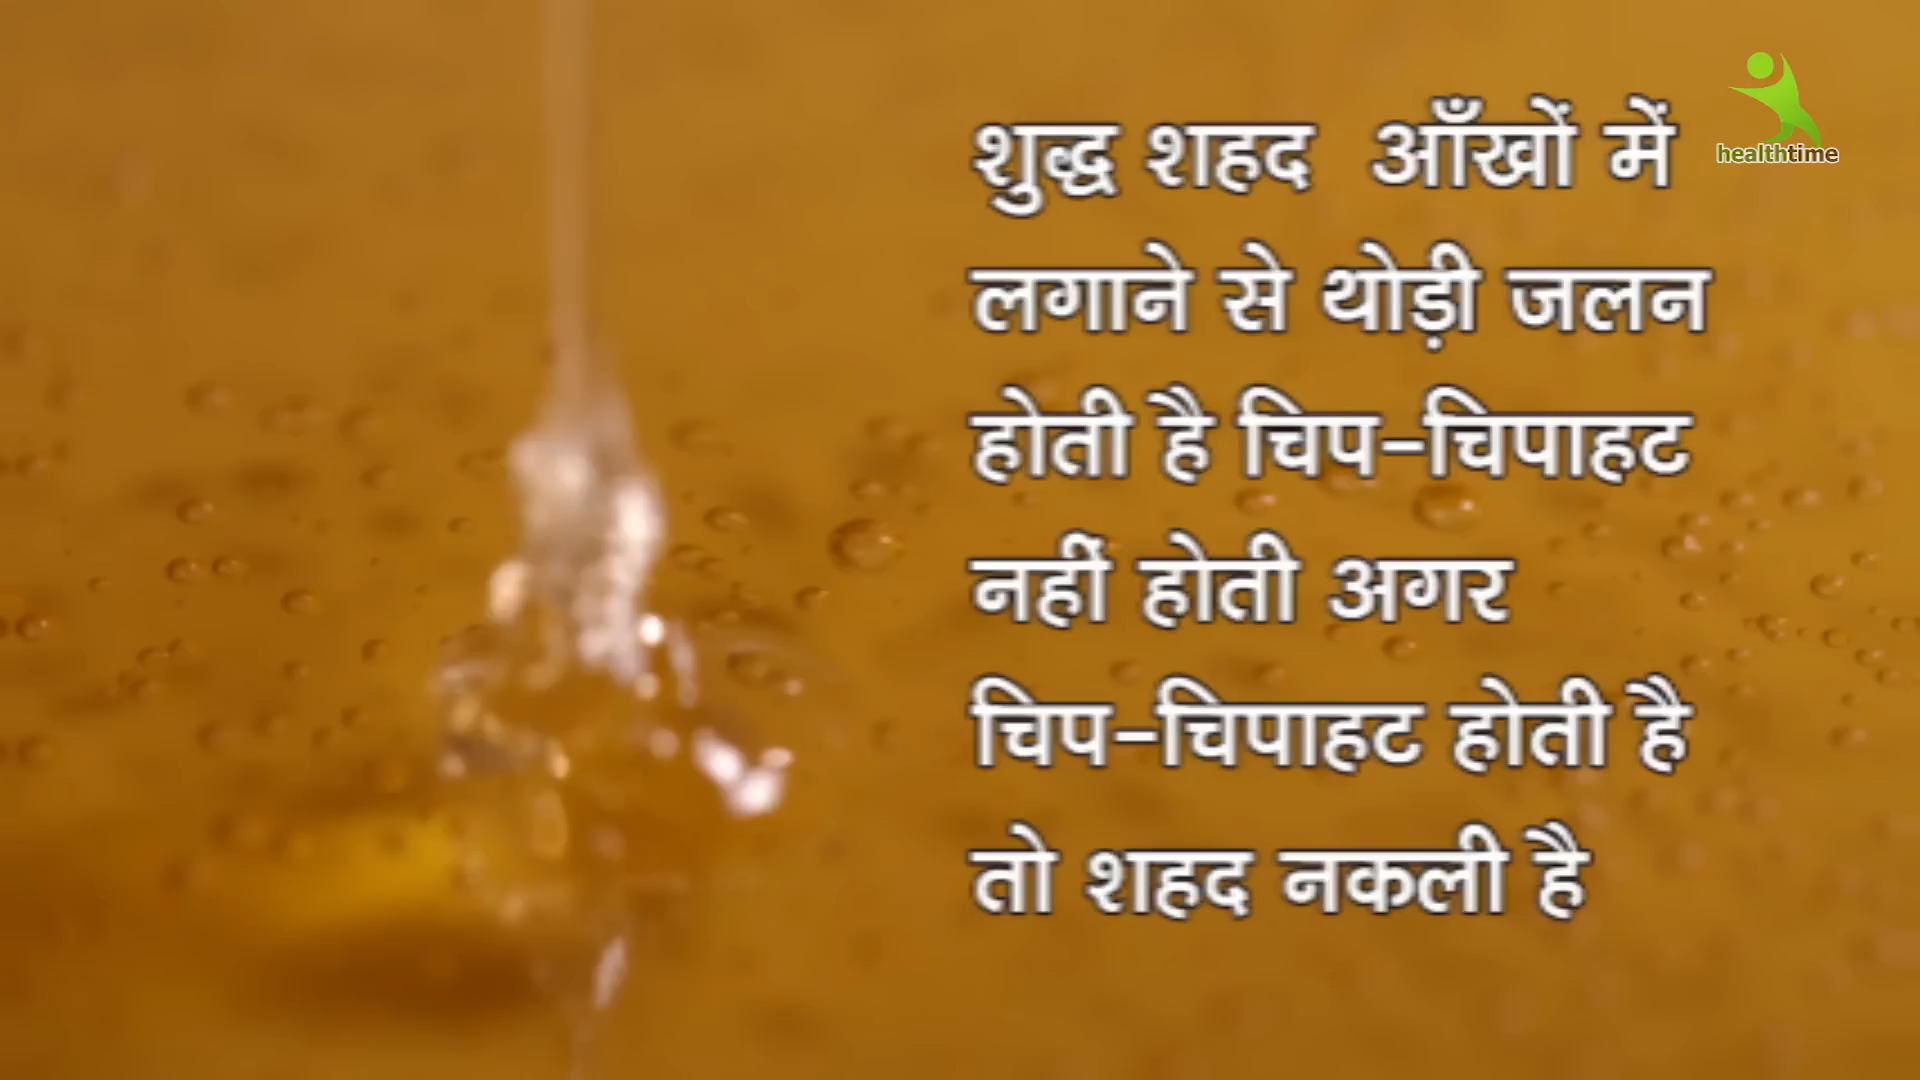 healthtime
शुद्ध शहद आँखों में
लगाने से थोड़ी जलन
होती है चिप-चिपाहट
नहीं होती अगर
चिप-चिपाहट होती है
तो शहद नकली है